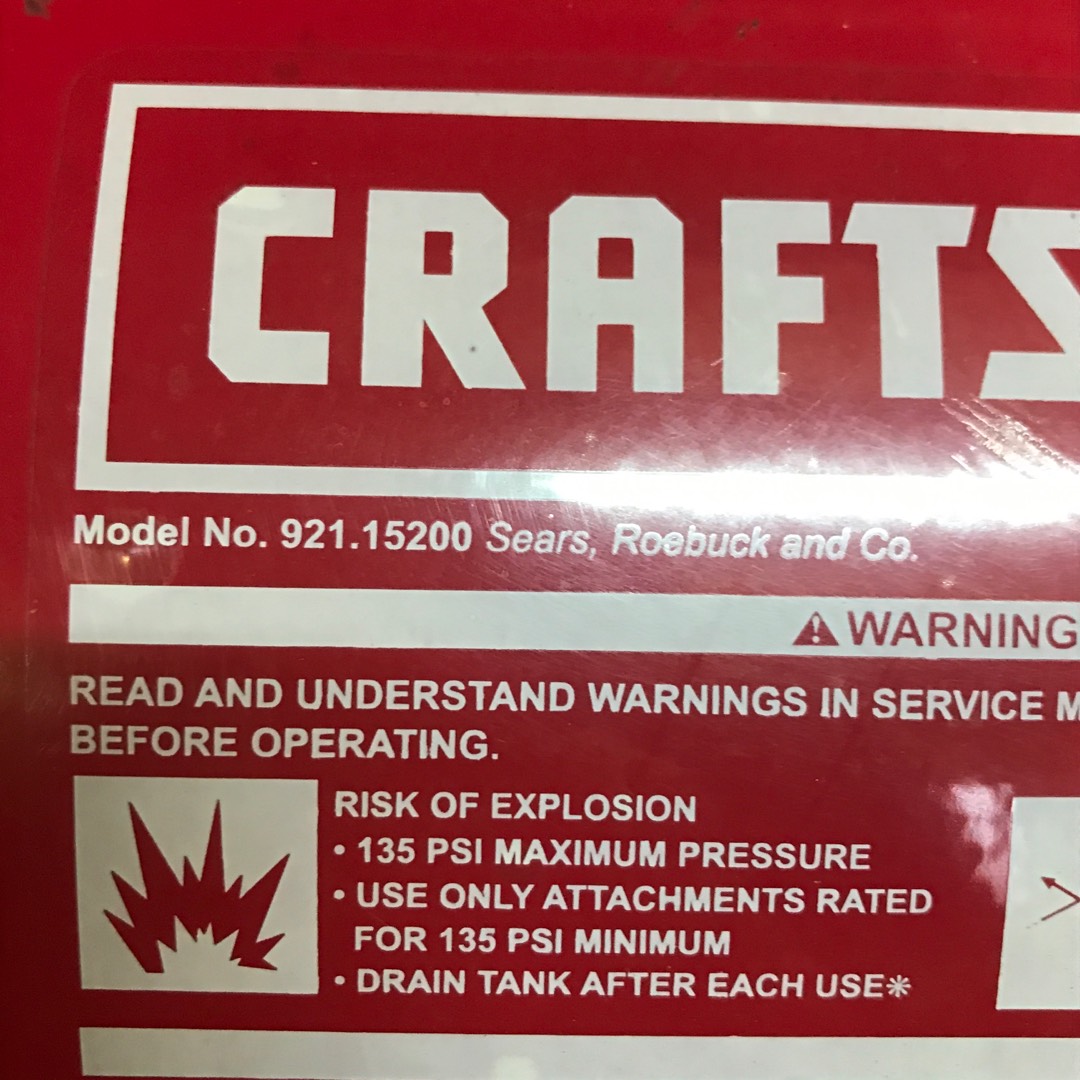 CRAFTS
Model No. 921.15200 Sears, Roebuck and Co.
⚠WARNING
READ AND UNDERSTAND WARNINGS IN SERVICE M
BEFORE OPERATING.
RISK OF EXPLOSION
• 135 PSI MAXIMUM PRESSURE
• USE ONLY ATTACHMENTS RATED
FOR 135 PSI MINIMUM
• DRAIN TANK AFTER EACH USE*